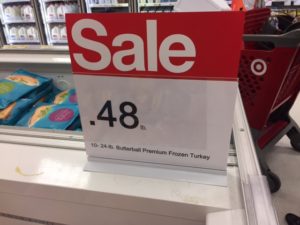 Sale
.48 lb.
10- 24-lb. Butterball Premium Frozen Turkey